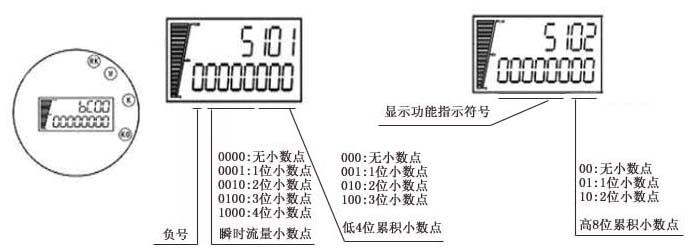 RK
W
K
KO
bC00
00000000
5101
00000000
负号
0000:无小数点
0001:1位小数点
0010:2位小数点
0100:3位小数点
1000:4位小数点
瞬时流量小数点
000:无小数点
001:1位小数点
010:2位小数点
100:3位小数点
低4位累积小数点
5102
00000000
显示功能指示符号
00:无小数点
01:1位小数点
10:2位小数点
高8位累积小数点